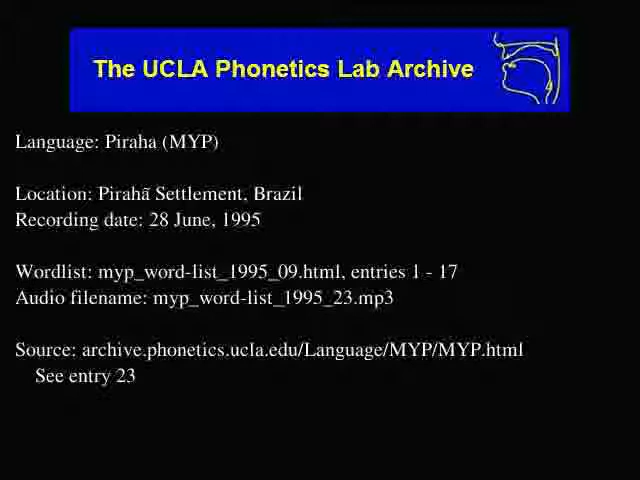 The UCLA Phonetics Lab Archive
Language: Piraha (MYP)
Location: Pirahã Settlement, Brazil
Recording date: 28 June, 1995
Wordlist: myp_word-list_1995_09.html, entries 1 - 17
Audio filename: myp_word-list_1995_23.mp3
Source: archive.phonetics.ucla.edu/Language/MYP/MYP.html
See entry 23